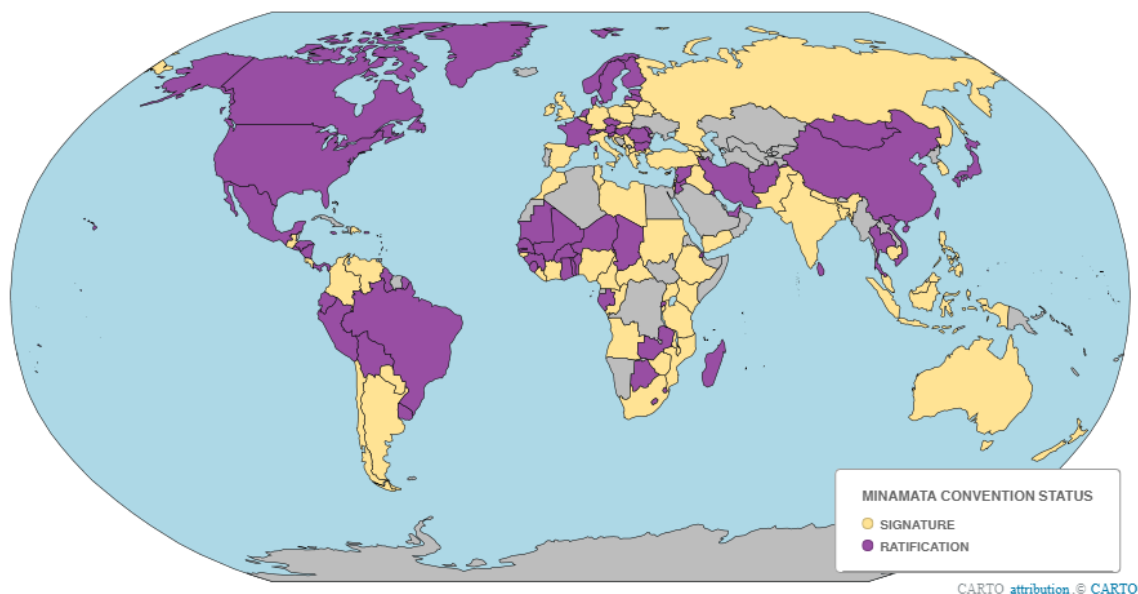 MINAMATA CONVENTION STATUS
SIGNATURE
RATIFICATION
CARTO attribution, © CARTO